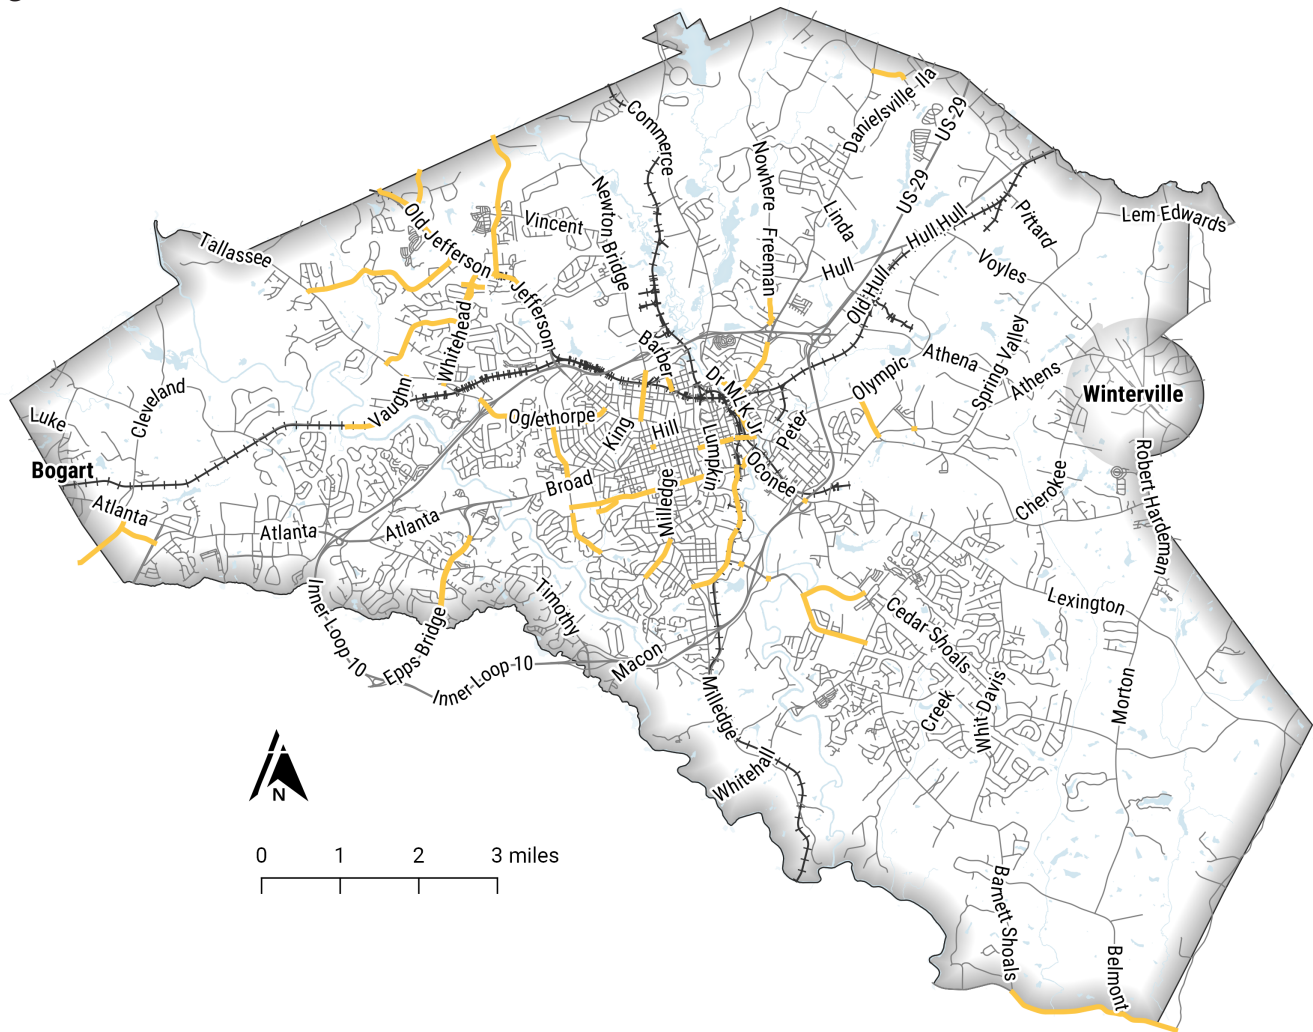 Commerce
Danielsville-Ila
US-29
Nowhere
Freeman
US-29
Newton Bridge
Linda
Hull
Hull
Pittard
Lem Edwards
Old Jefferson
Vincent
Tallassee
Hull
Voyles
Old Hull
Jefferson
Whitehead
Barber
Spring Valley
Athena
Athens
Olympic
Dr M L K Jr
Winterville
Cleveland
Luke
Vaughn
Oglethorpe
King
Hill
Lumpkin
Peter
Oconee
Bogart
Broad
Milledge
Cherokee
Robert Hardeman
Atlanta
Atlanta
Atlanta
Inner-Loop-10
Epps Bridge
Timothy
Inner-Loop-10
Macon
Lexington
Cedar Shoals
Milledge
Creek
Whit Davis
Morton
Whitehall
N
0 1 2 3 miles
Barnett-Shoals
Belmont